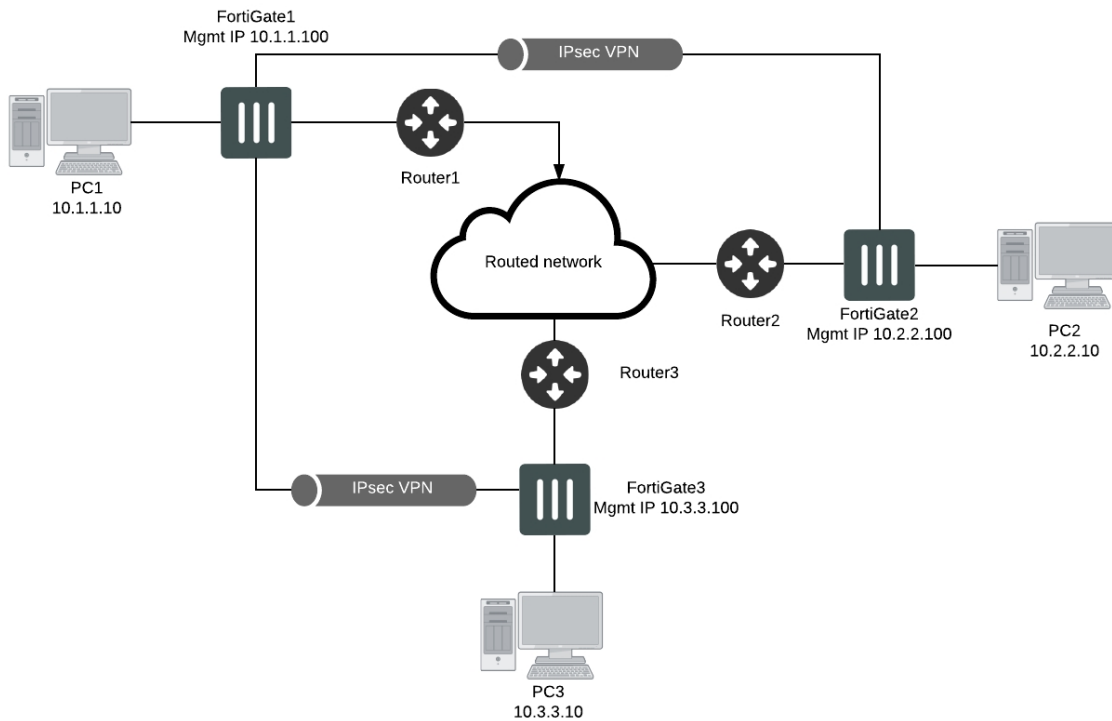 FortiGate1
Mgmt IP 10.1.1.100
IPsec VPN
PC1
10.1.1.10
Router1
Routed network
Router2
FortiGate2
Mgmt IP 10.2.2.100
PC2
10.2.2.10
Router3
IPsec VPN
FortiGate3
Mgmt IP 10.3.3.100
PC3
10.3.3.10